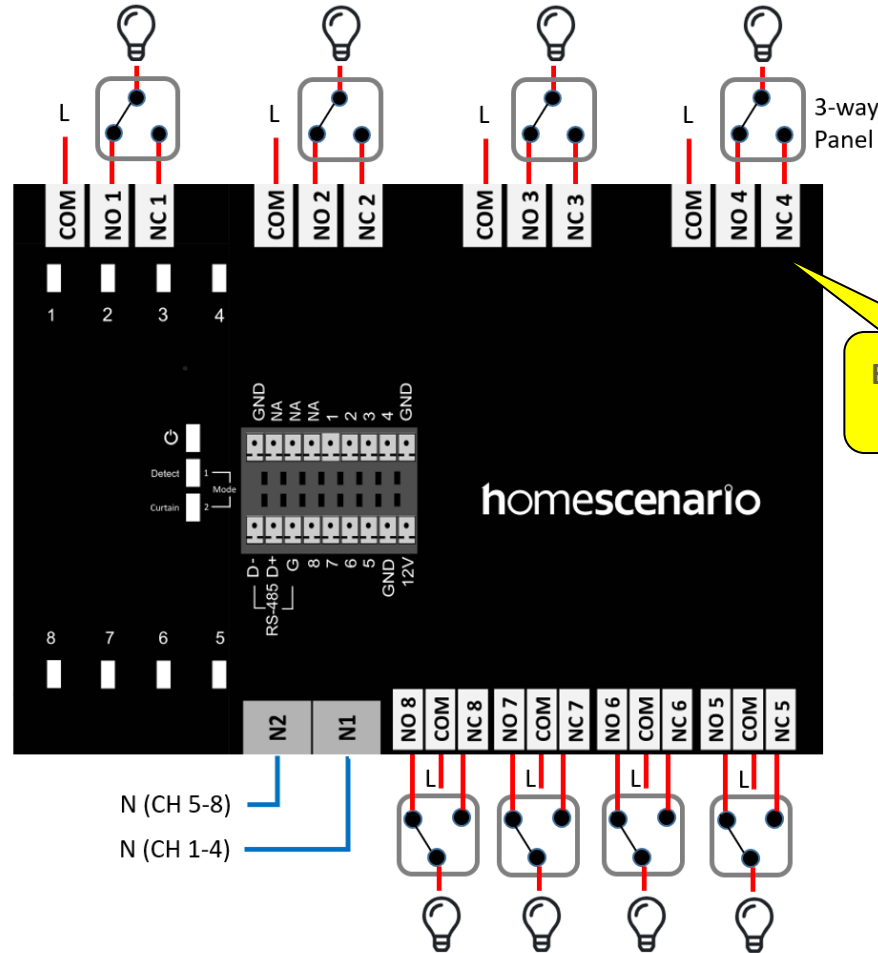 L
L
L
L
3-way
Panel
COM
NO 1
NC 1
COM
NO 2
NC 2
COM
NO 3
NC 3
COM
NO 4
NC 4
1 2 3 4
GND NA NA NA 1 2 3 4 GND
Detect 1
Mode
Curtain 2
homescenario
D- D+ G 8 7 6 5 GND 12V
RS-485
8 7 6 5
N2
N1
NO 8
COM
NC 8
NO 7
COM
NC 7
NO 6
COM
NC 6
NO 5
COM
NC 5
L
L
L
L
N (CH 5-8)
N (CH 1-4)